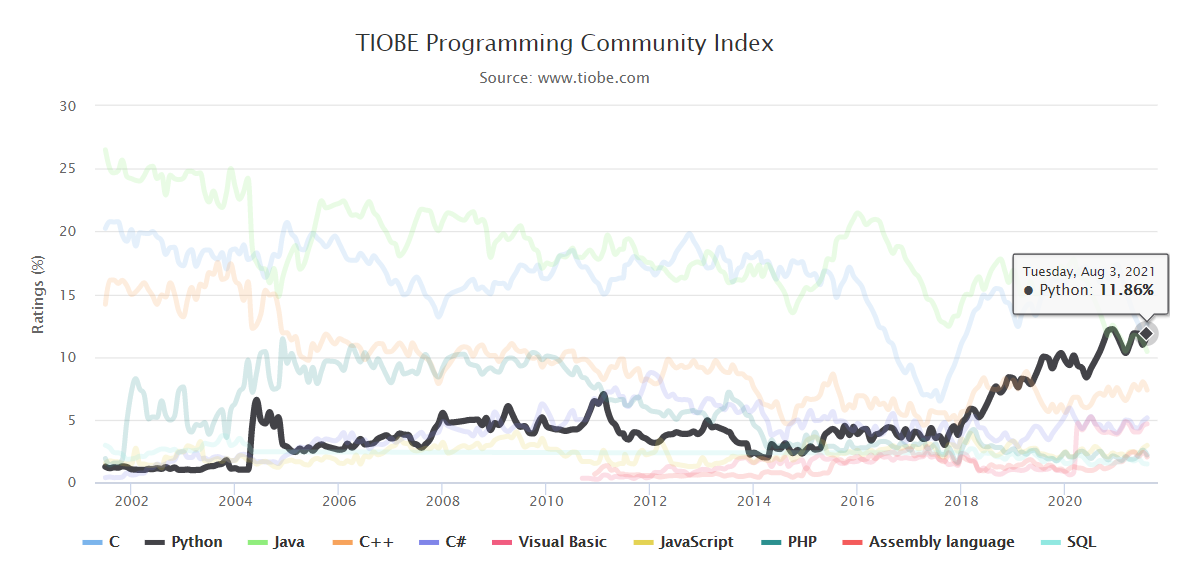 TIOBE Programming Community Index
Source: www.tiobe.com
Ratings (%)
30
25
20
15
10
5
0
Tuesday, Aug 3, 2021
● Python: 11.86%
2002 2004 2006 2008 2010 2012 2014 2016 2018 2020
C Python Java C++ C# Visual Basic JavaScript PHP Assembly language SQL